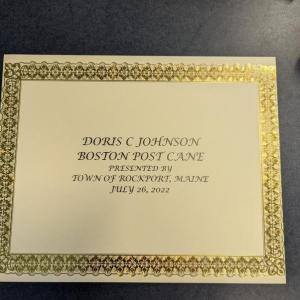 DORIS C JOHNSON
BOSTON POST CANE
PRESENTED BY
TOWN OF ROCKPORT, MAINE
JULY 26, 2022